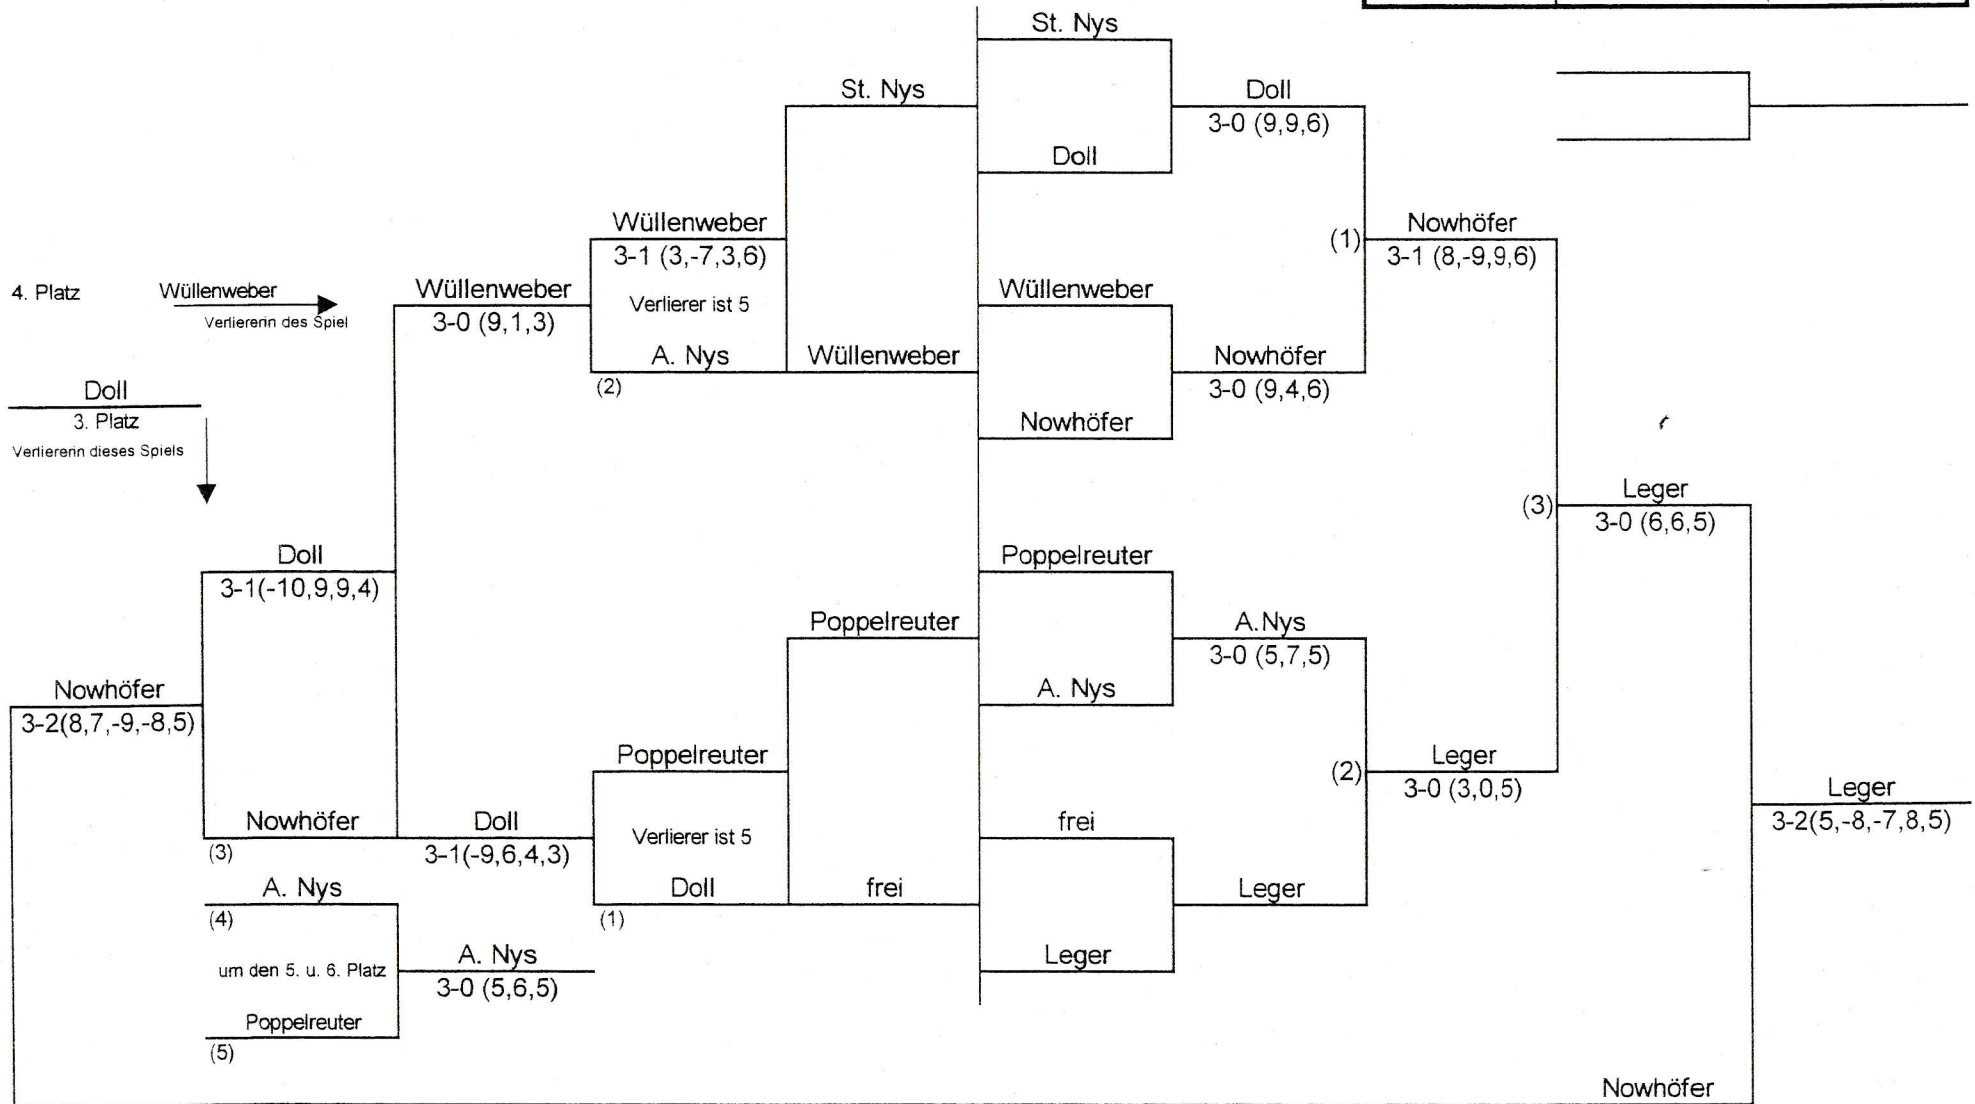 St. Nys
St. Nys
Doll
3-0 (9,9,6)
Doll
Wüllenweber
3-1 (3,-7,3,6)
(1)
Nowhöfer
3-1 (8,-9,9,6)
4. Platz
Wüllenweber
Verliererin des Spiel
Wüllenweber
3-0 (9,1,3)
Verlierer ist 5
Wüllenweber
A. Nys
(2)
Wüllenweber
Nowhöfer
3-0 (9,4,6)
Doll
3. Platz
Verliererin dieses Spiels
Nowhöfer
(3)
Leger
3-0 (6,6,5)
Doll
3-1(-10,9,9,4)
Poppelreuter
Poppelreuter
A.Nys
3-0 (5,7,5)
Nowhöfer
3-2(8,7,-9,-8,5)
A. Nys
Poppelreuter
(2)
Leger
3-0 (3,0,5)
Leger
3-2(5,-8,-7,8,5)
Nowhöfer
(3)
Doll
3-1(-9,6,4,3)
Verlierer ist 5
frei
A. Nys
(4)
Doll
(1)
frei
Leger
um den 5. u. 6. Platz
A. Nys
3-0 (5,6,5)
Leger
Poppelreuter
(5)
Nowhöfer